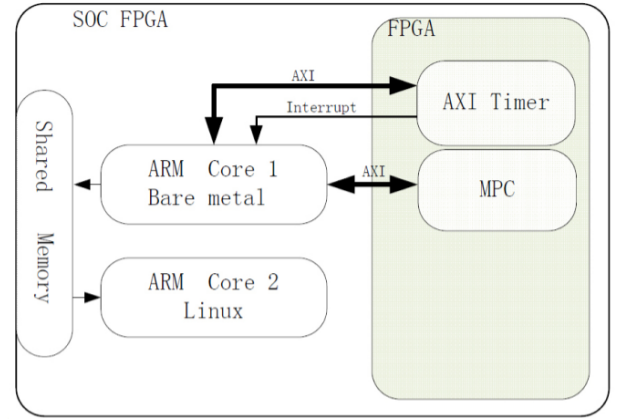 SOC FPGA
FPGA
AXI
AXI Timer
Interrupt
Shared Memory
ARM Core 1
Bare metal
AXI
MPC
ARM Core 2
Linux